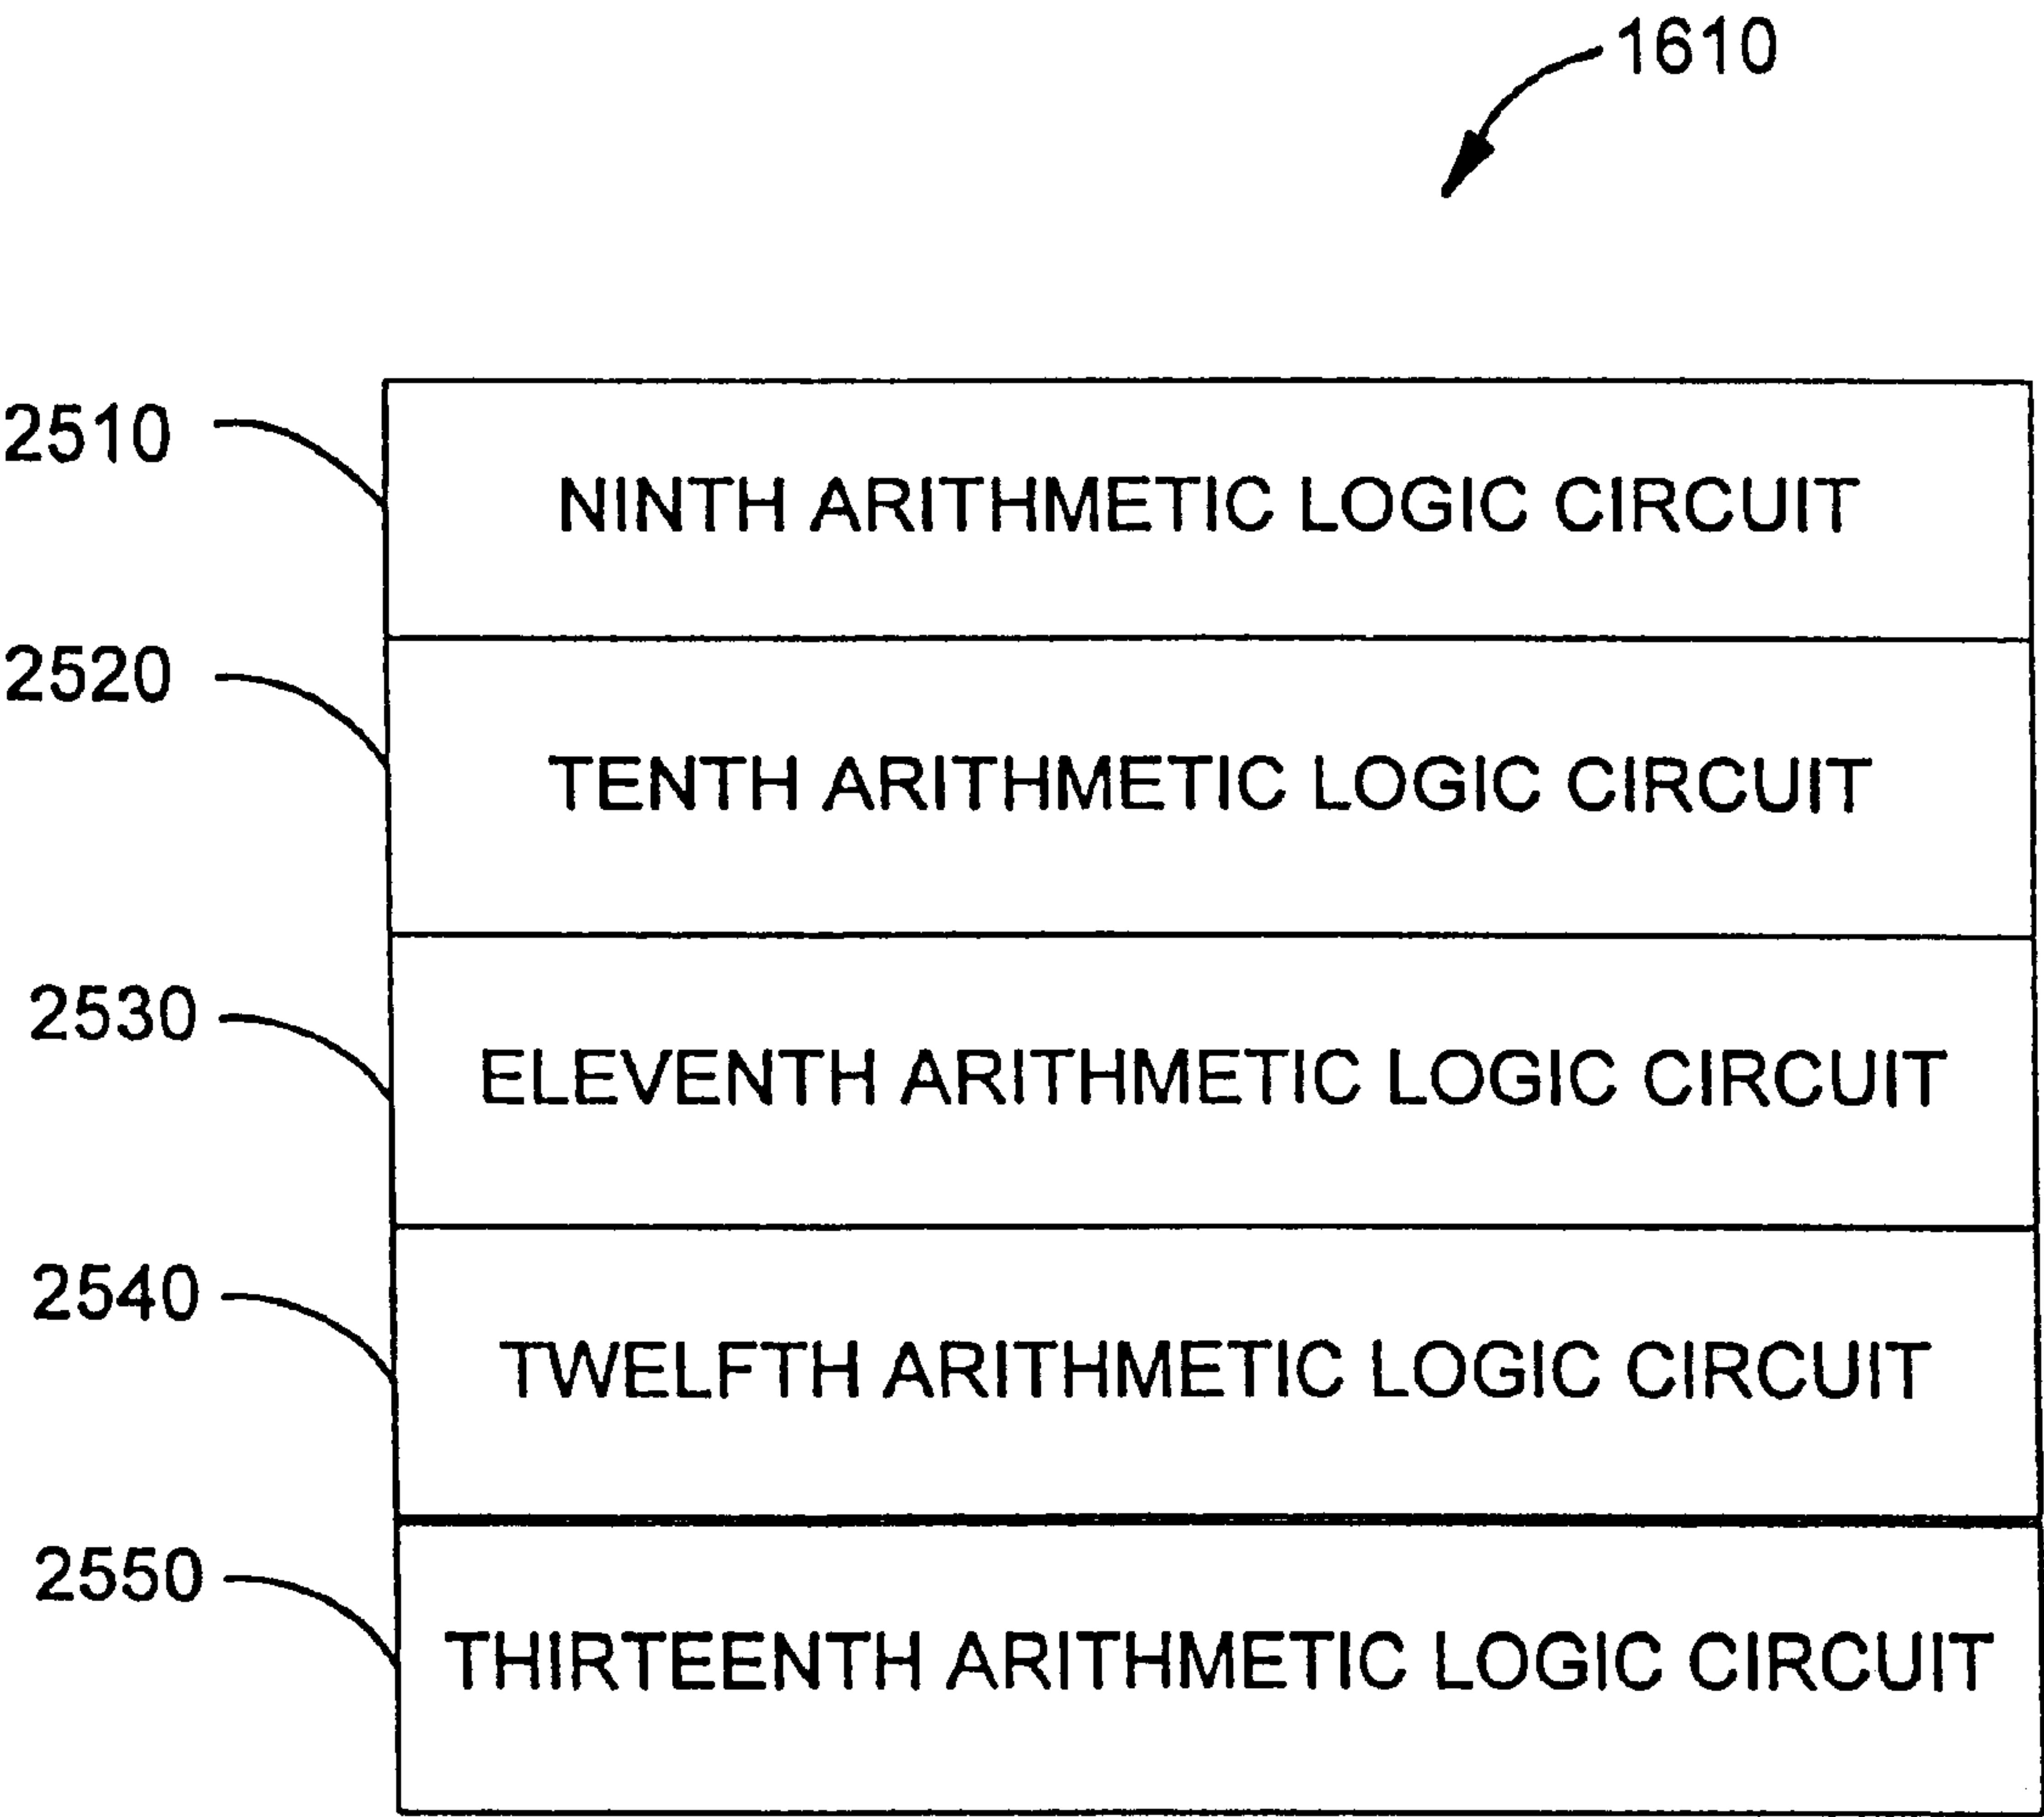 1610
2510
NINTH ARITHMETIC LOGIC CIRCUIT
2520
TENTH ARITHMETIC LOGIC CIRCUIT
2530
ELEVENTH ARITHMETIC LOGIC CIRCUIT
2540
TWELFTH ARITHMETIC LOGIC CIRCUIT
2550
THIRTEENTH ARITHMETIC LOGIC CIRCUIT